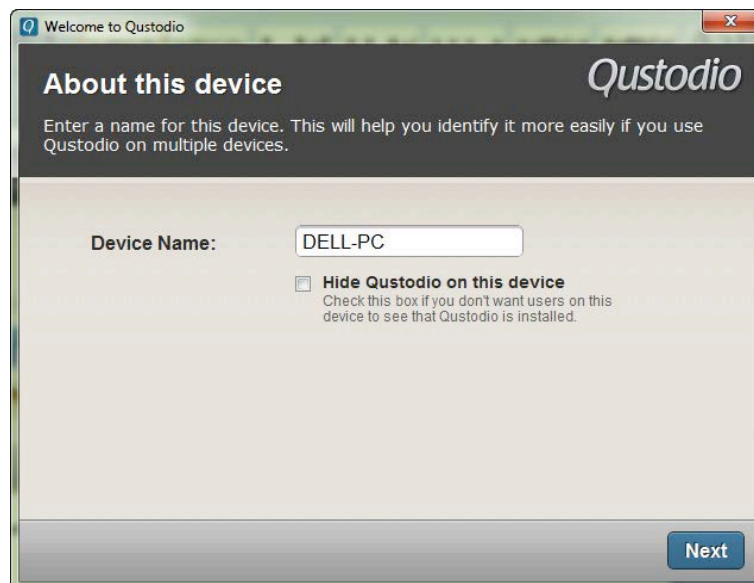 Welcome to Qustodio
About this device
Qustodio
Enter a name for this device. This will help you identify it more easily if you use
Qustodio on multiple devices.
Device Name:
DELL-PC
Hide Qustodio on this device
Check this box if you don't want users on this
device to see that Qustodio is installed.
Next